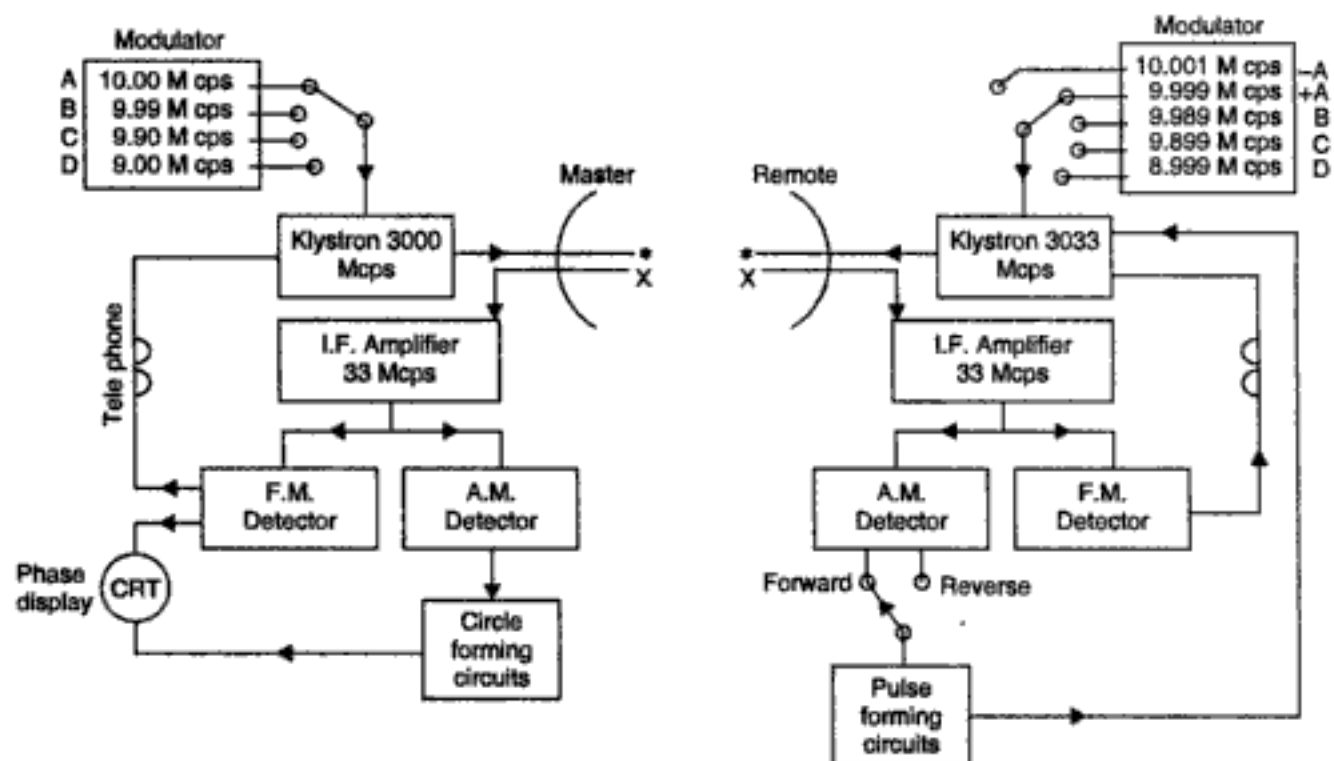 Modulator
A 10.00 M cps
B 9.99 M cps
C 9.90 M cps
D 9.00 M cps
Modulator
10.001 M cps –A
9.999 M cps +A
9.989 M cps B
9.899 M cps C
8.999 M cps D
Master
Remote
Klystron 3000
Mcps
X
X
Klystron 3033
Mcps
Tele phone
I.F. Amplifier
33 Mcps
I.F. Amplifier
33 Mcps
F.M.
Detector
A.M.
Detector
A.M.
Detector
F.M.
Detector
Phase
display
CRT
Forward
Reverse
Circle
forming
circuits
Pulse
forming
circuits